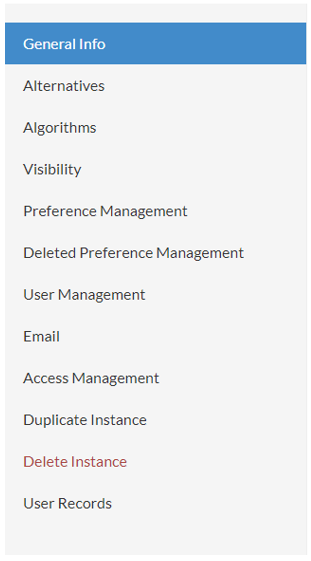 General Info
Alternatives
Algorithms
Visibility
Preference Management
Deleted Preference Management
User Management
Email
Access Management
Duplicate Instance
Delete Instance
User Records